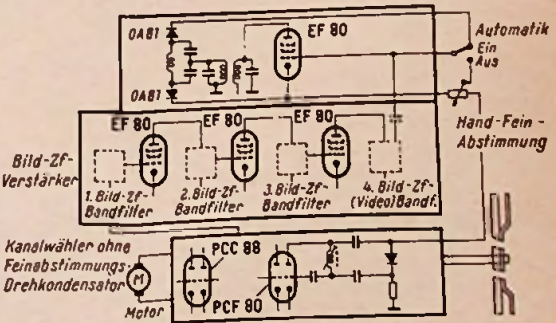 OA81
EF 80
Automatik
Ein
Aus
OA81
Hand-Fein-
Abstimmung
EF 80
EF 80
EF 80
Bild-Zf-
Verstärker
1. Bild-Zf-
Bandfilter
2. Bild-Zf-
Bandfilter
3. Bild-Zf-
Bandfilter
4. Bild-Zf-
(Video) Bandf.
Kanalwähler ohne
Feinabstimmungs-
Drehkondensator
M
Motor
PCC 88
PCF 80